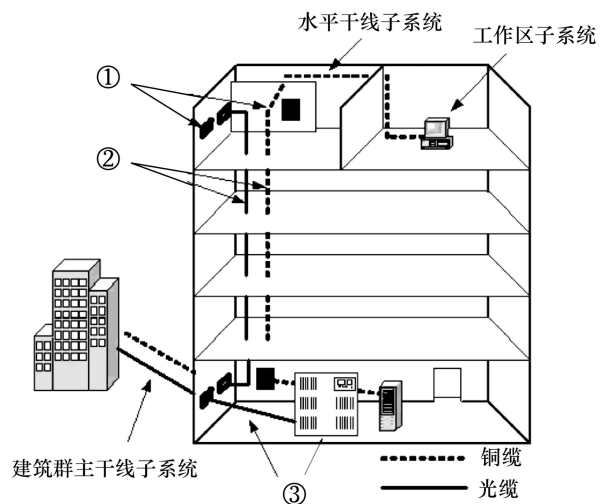 水平干线子系统
工作区子系统
①
②
建筑群主干线子系统
③
铜缆
光缆